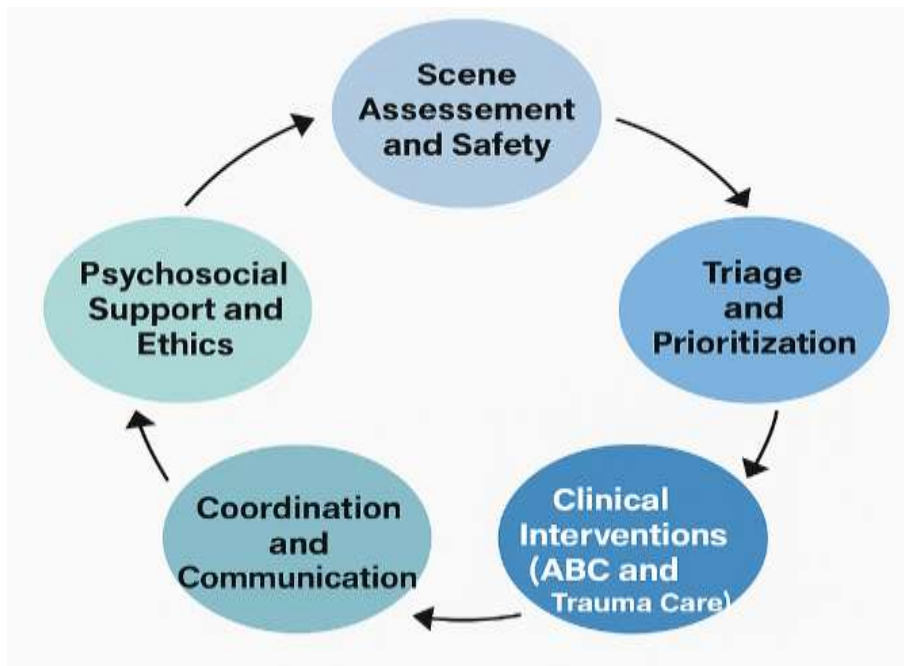 Scene
Assessement
and Safety
Triage
and
Prioritization
Clinical
Interventions
(ABC and
Trauma Care)
Coordination
and
Communication
Psychosocial
Support and
Ethics